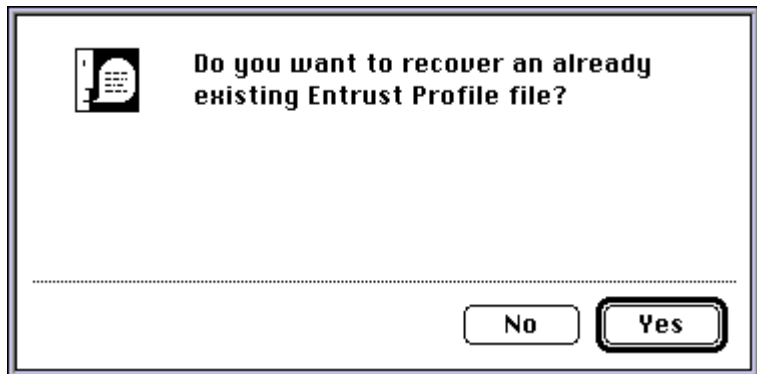 Do you want to recover an already
existing Entrust Profile file?
No Yes